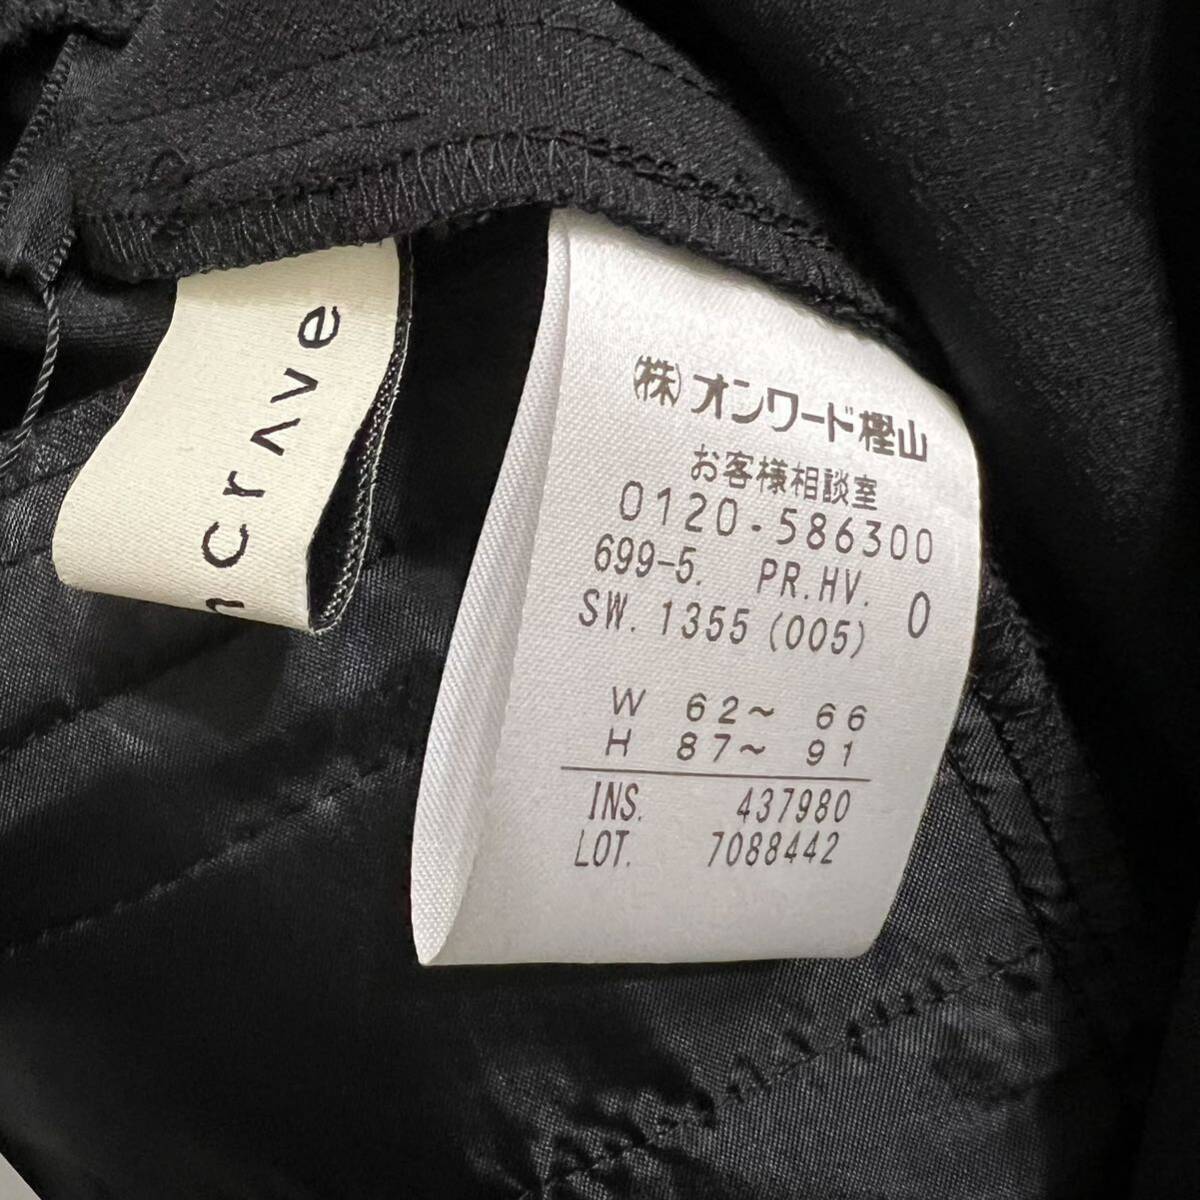 crave
(株)オンワード樫山
お客様相談室
0120-586300
699-5. PR.HV. 0
SW. 1355 (005)
W 62~ 66
H 87~ 91
INS. 437980
LOT. 7088442